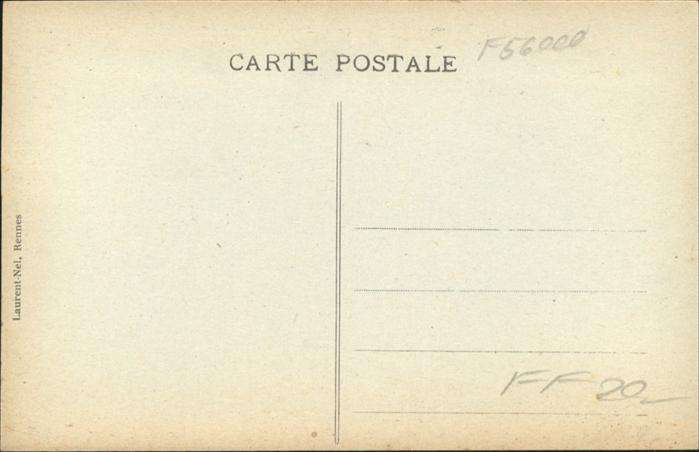 F56000
CARTE POSTALE
Laurent-Nel, Rennes
FF 20,-